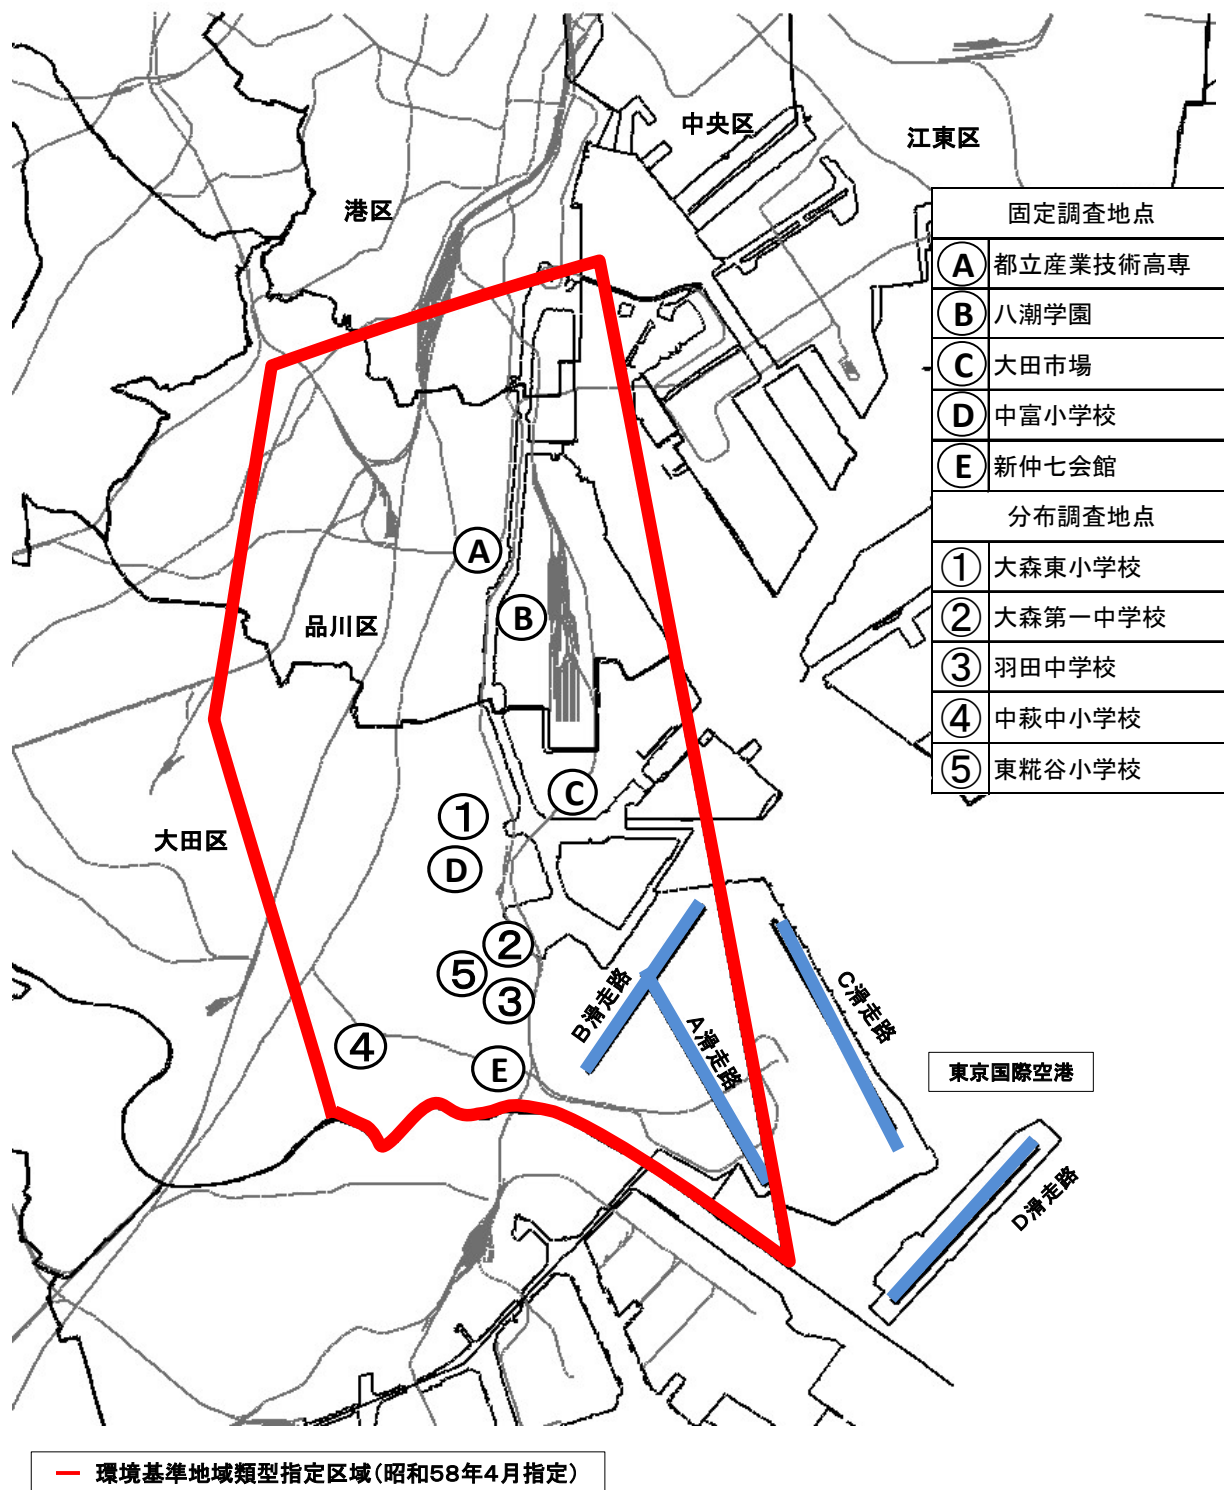 中央区
江東区
港区
固定調査地点
A 都立産業技術高専
B 八潮学園
C 大田市場
D 中富小学校
E 新仲七会館
分布調査地点
① 大森東小学校
② 大森第一中学校
③ 羽田中学校
④ 中萩中小学校
⑤ 東糀谷小学校
A
B
品川区
C
①
大田区
D
②
⑤
③
④
E
B滑走路
A滑走路
C滑走路
東京国際空港
D滑走路
環境基準地域類型指定区域(昭和58年4月指定)